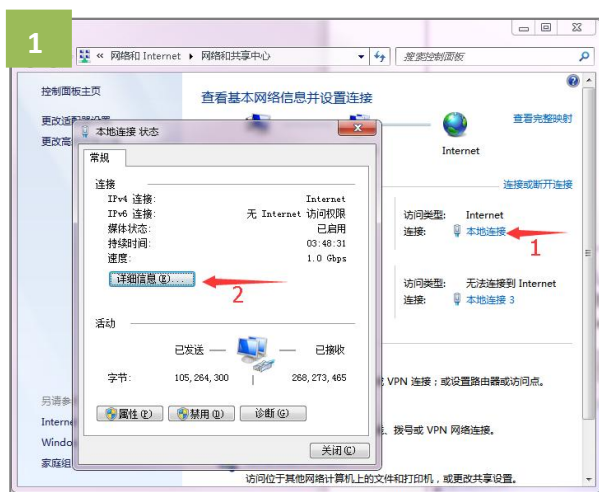 1
« 网络和 Internet ▸ 网络和共享中心
搜索控制面板
控制面板主页
查看基本网络信息并设置连接
更改适配器设置
更改高
查看完整映射
Internet
连接或断开连接
访问类型: Internet
连接: 本地连接
1
访问类型: 无法连接到 Internet
连接: 本地连接 3
本地连接 状态
常规
连接
IPv4 连接: Internet
IPv6 连接: 无 Internet 访问权限
媒体状态: 已启用
持续时间: 03:48:31
速度: 1.0 Gbps
详细信息(E)...
2
活动
已发送 — — 已接收
字节: 105,264,300 | 268,273,465
属性(P) 禁用(D) 诊断(G)
关闭(C)
VPN 连接；或设置路由器或访问点。
、拨号或 VPN 网络连接。
另请参
Interne
Windo
家庭组
访问位于其他网络计算机上的文件和打印机，或更改共享设置。